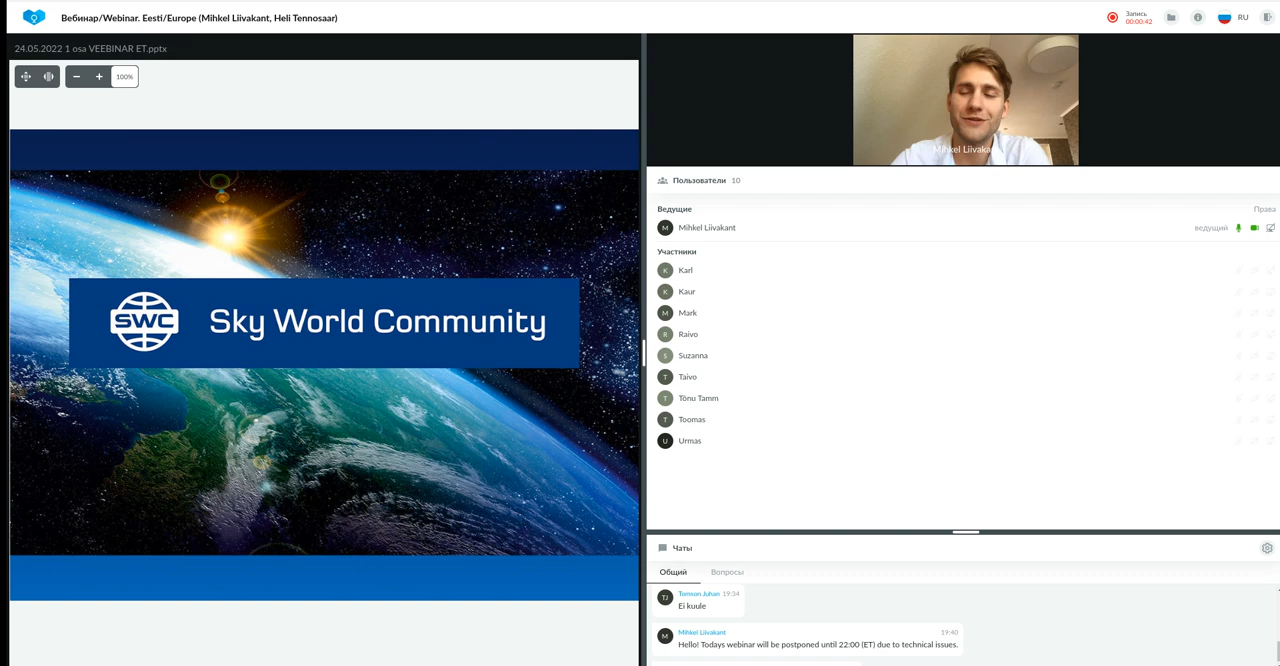 Вебинар/Webinar. Eesti/Europe (Mihkel Liivakant, Heli Tennosaar)
Запись
00:00:42
RU
24.05.2022 1 osa VEEBINAR ET.pptx
100%
SWC
Sky World Community
Mihkel Liivakant
Пользователи 10
Ведущие
Права
M
Mihkel Liivakant
ведущий
Участники
K
Karl
K
Kaur
M
Mark
R
Raivo
S
Suzanna
T
Taivo
T
Tõnu Tamm
T
Toomas
U
Urmas
Чаты
Общий
Вопросы
TJ
Tomson Juhan 19:34
Ei kuule
M
Mihkel Liivakant 19:40
Hello! Todays webinar will be postponed until 22:00 (ET) due to technical issues.